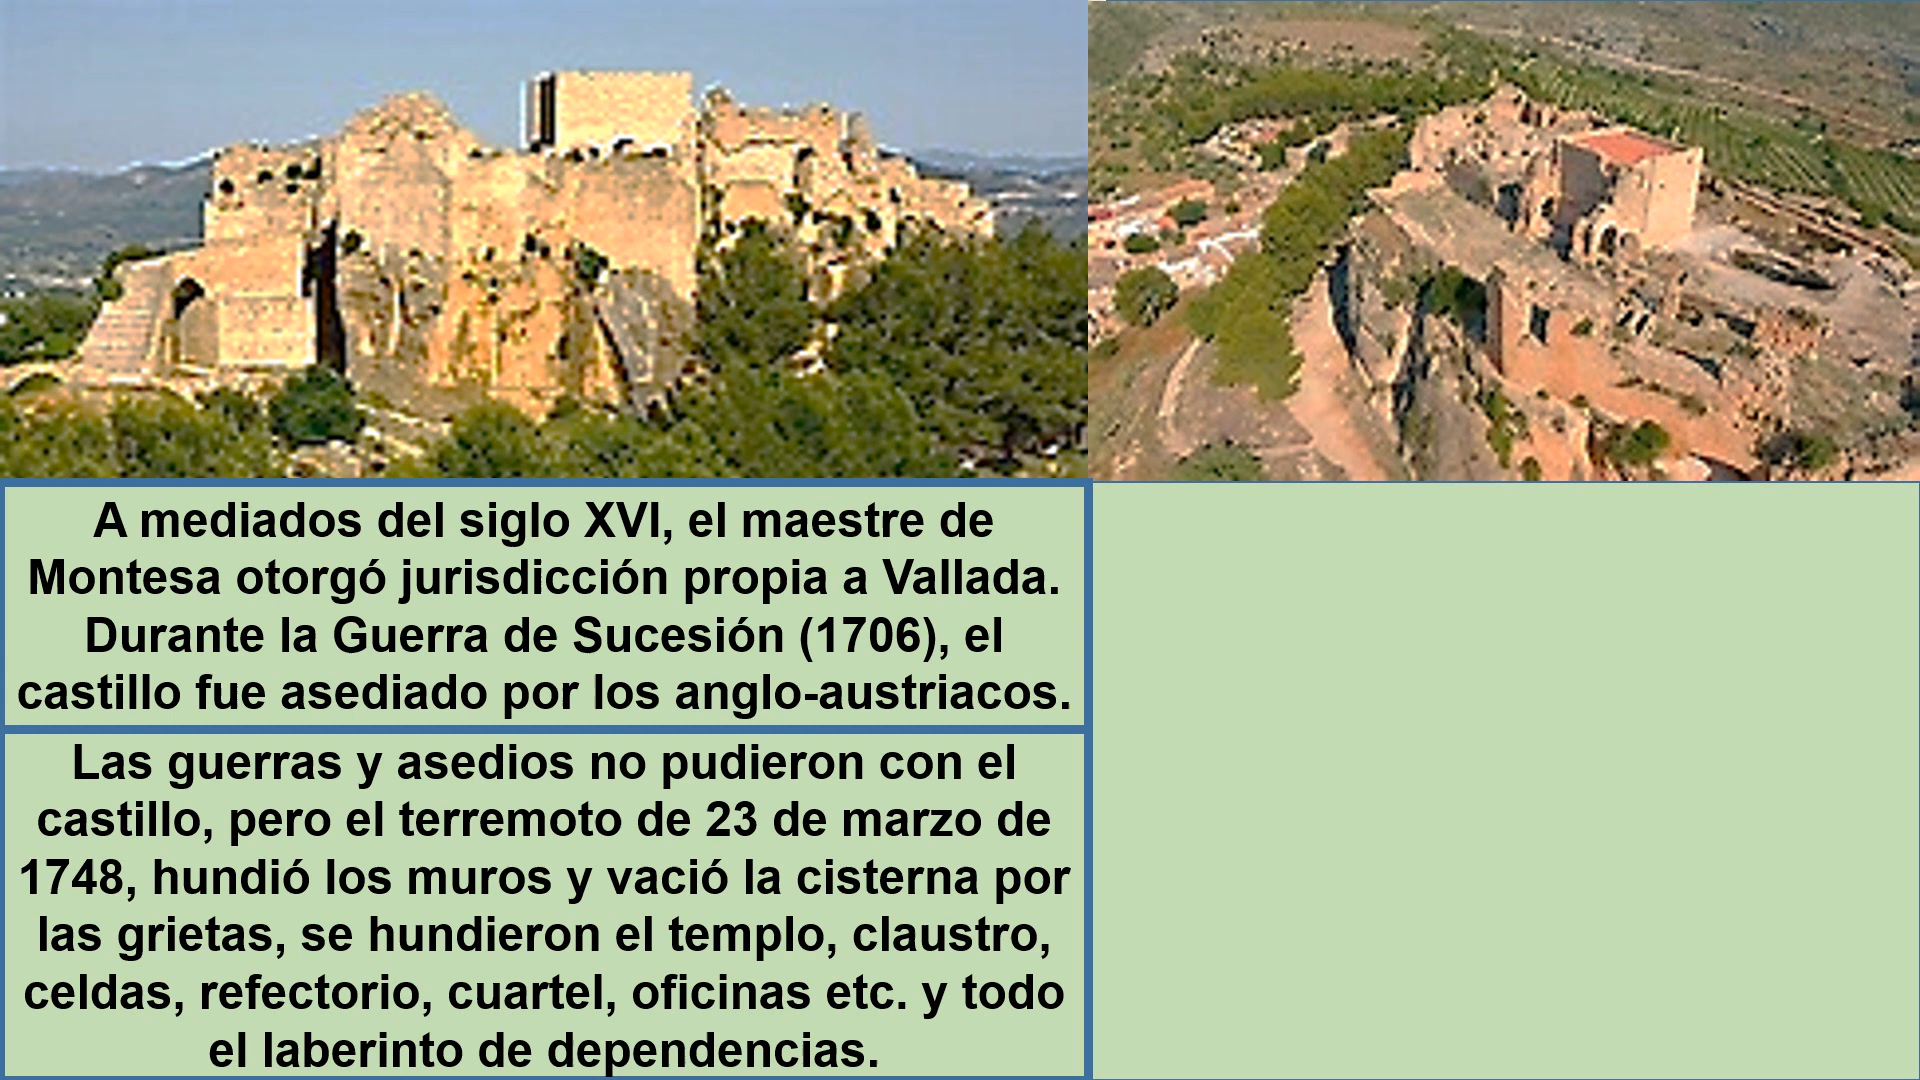 A mediados del siglo XVI, el maestre de
Montesa otorgó jurisdicción propia a Vallada.
Durante la Guerra de Sucesión (1706), el
castillo fue asediado por los anglo-austriacos.
Las guerras y asedios no pudieron con el
castillo, pero el terremoto de 23 de marzo de
1748, hundió los muros y vació la cisterna por
las grietas, se hundieron el templo, claustro,
celdas, refectorio, cuartel, oficinas etc. y todo
el laberinto de dependencias.